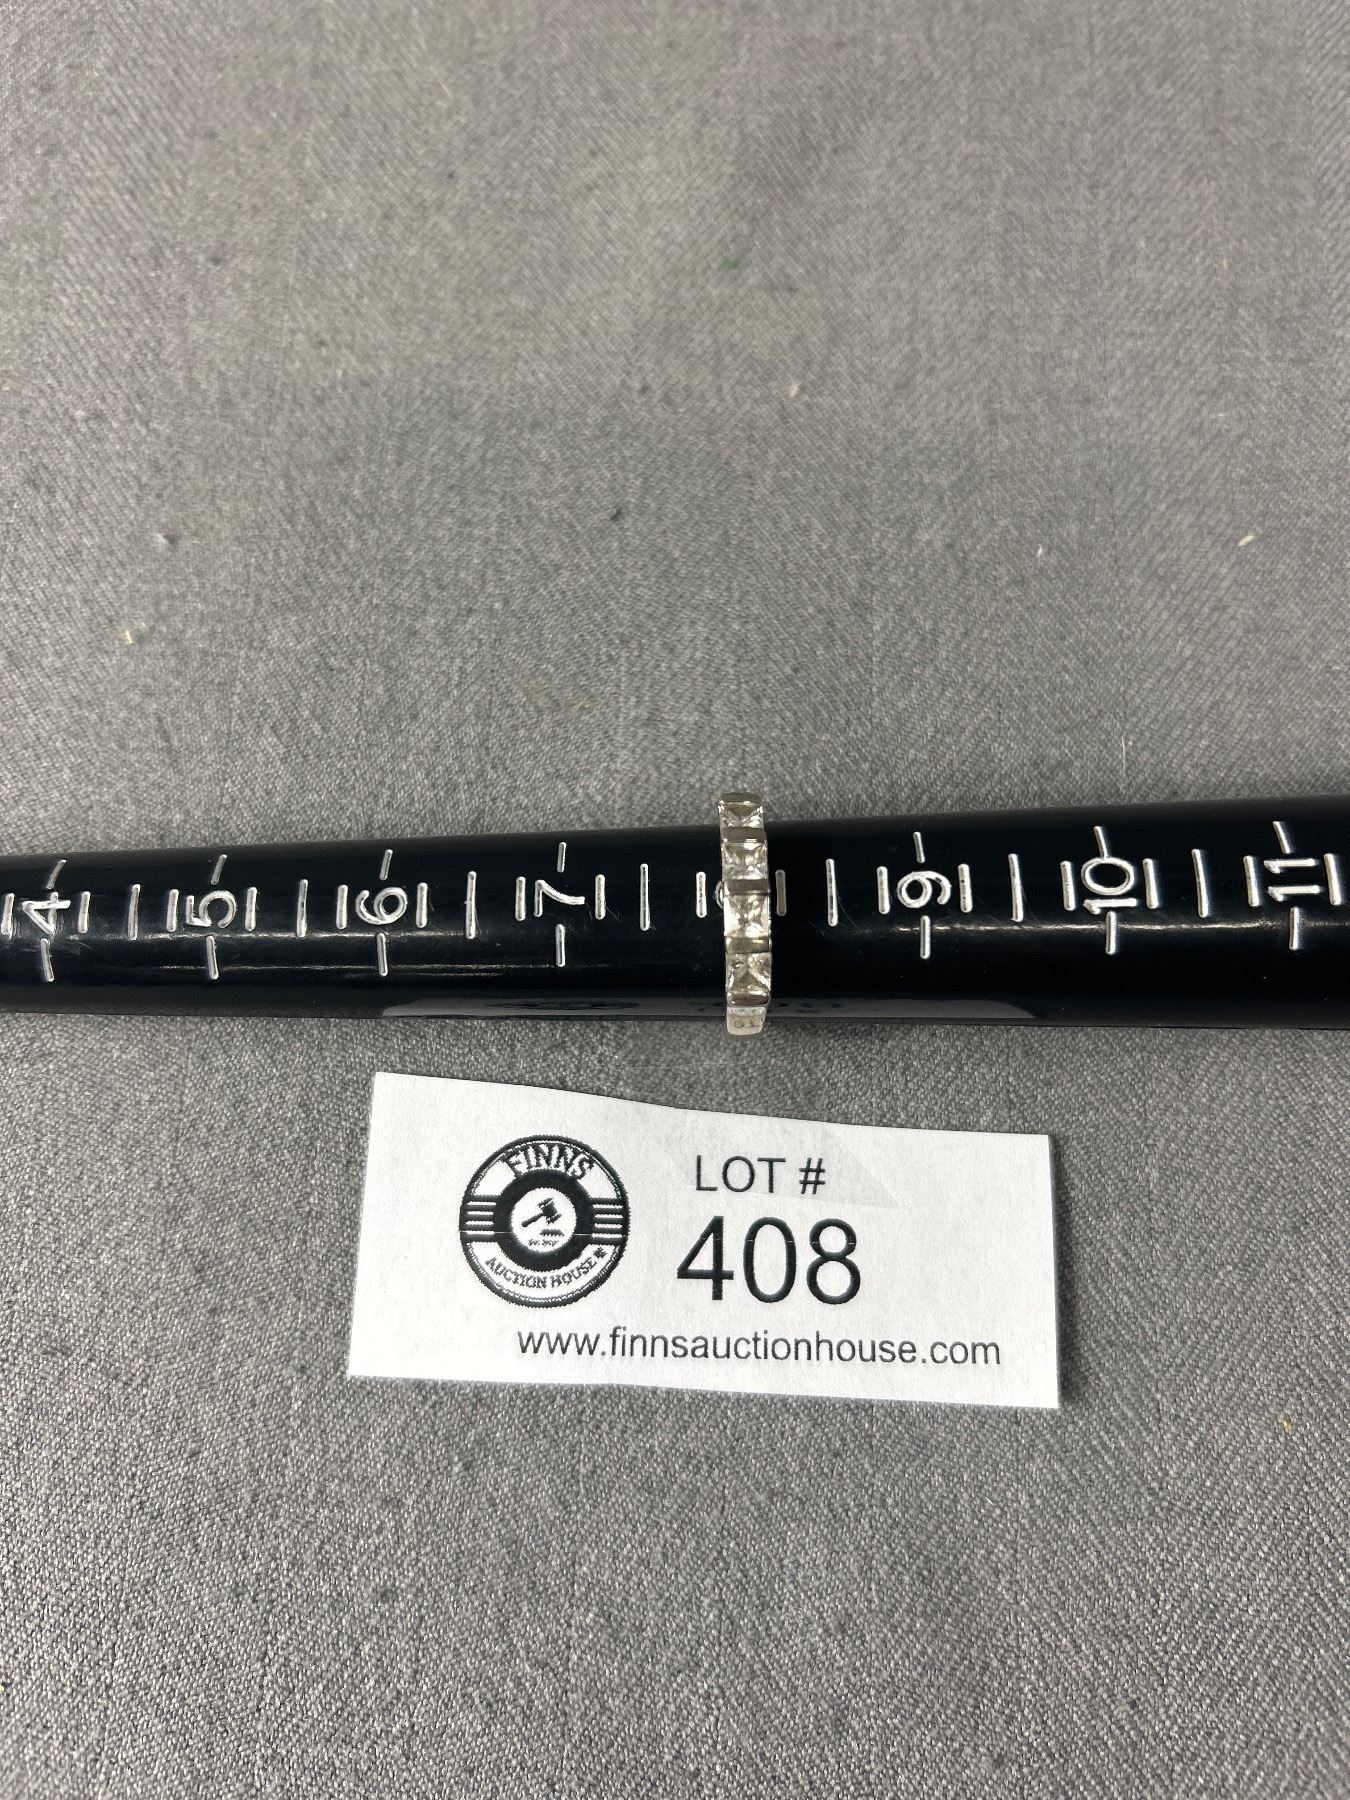 4 5 6 7 9 10 11
FINNS
AUCTION HOUSE
LOT #
408
www.finnsauctionhouse.com